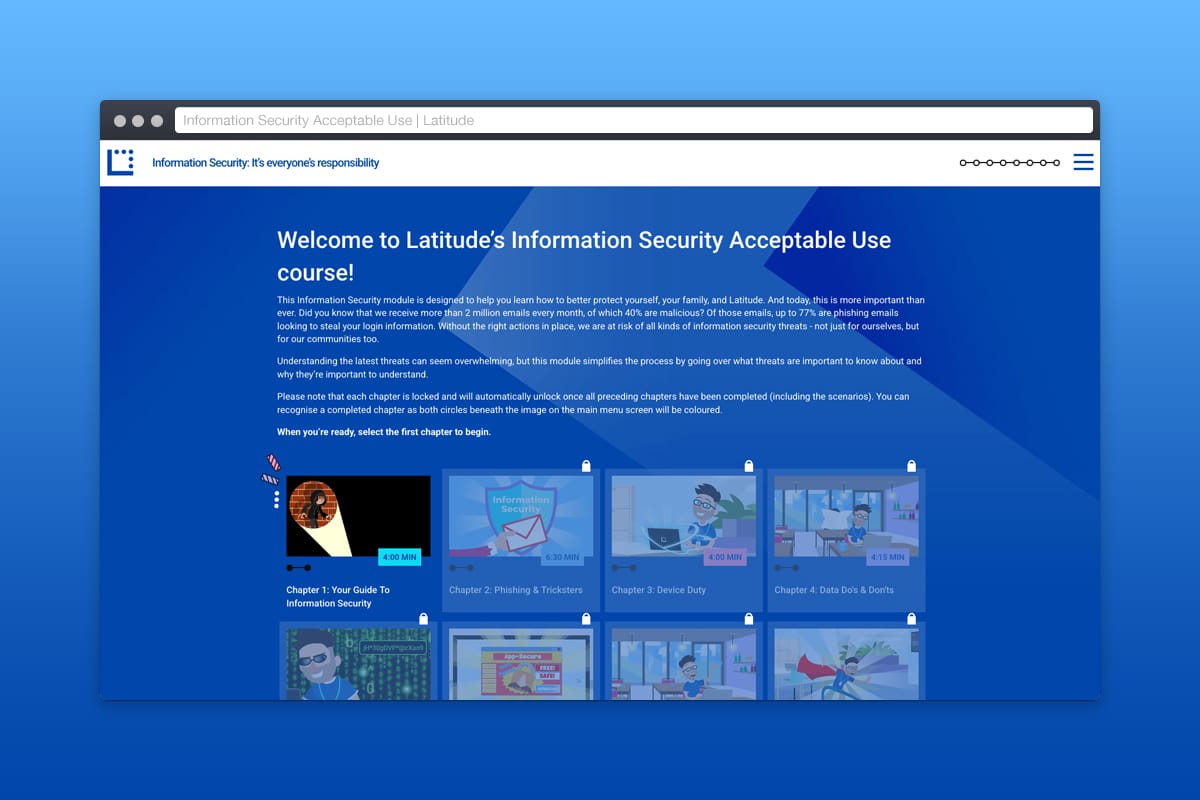 Information Security Acceptable Use | Latitude
Information Security: It's everyone's responsibility
Welcome to Latitude's Information Security Acceptable Use
course!
This Information Security module is designed to help you learn how to better protect yourself, your family, and Latitude. And today, this is more important than
ever. Did you know that we receive more than 2 million emails every month, of which 40% are malicious? Of those emails, up to 77% are phishing emails
looking to steal your login information. Without the right actions in place, we are at risk of all kinds of information security threats - not just for ourselves, but
for our communities too.
Understanding the latest threats can seem overwhelming, but this module simplifies the process by going over what threats are important to know about and
why they're important to understand.
Please note that each chapter is locked and will automatically unlock once all preceding chapters have been completed (including the scenarios). You can
recognise a completed chapter as both circles beneath the image on the main menu screen will be coloured.
When you're ready, select the first chapter to begin.
Information
Security
4:00 MIN
6:30 MIN
4:00 MIN
4:15 MIN
Chapter 1: Your Guide To
Information Security
Chapter 2: Phishing & Tricksters
Chapter 3: Device Duty
Chapter 4: Data Do's & Don'ts
App-Secure
FREE!
SAFE!